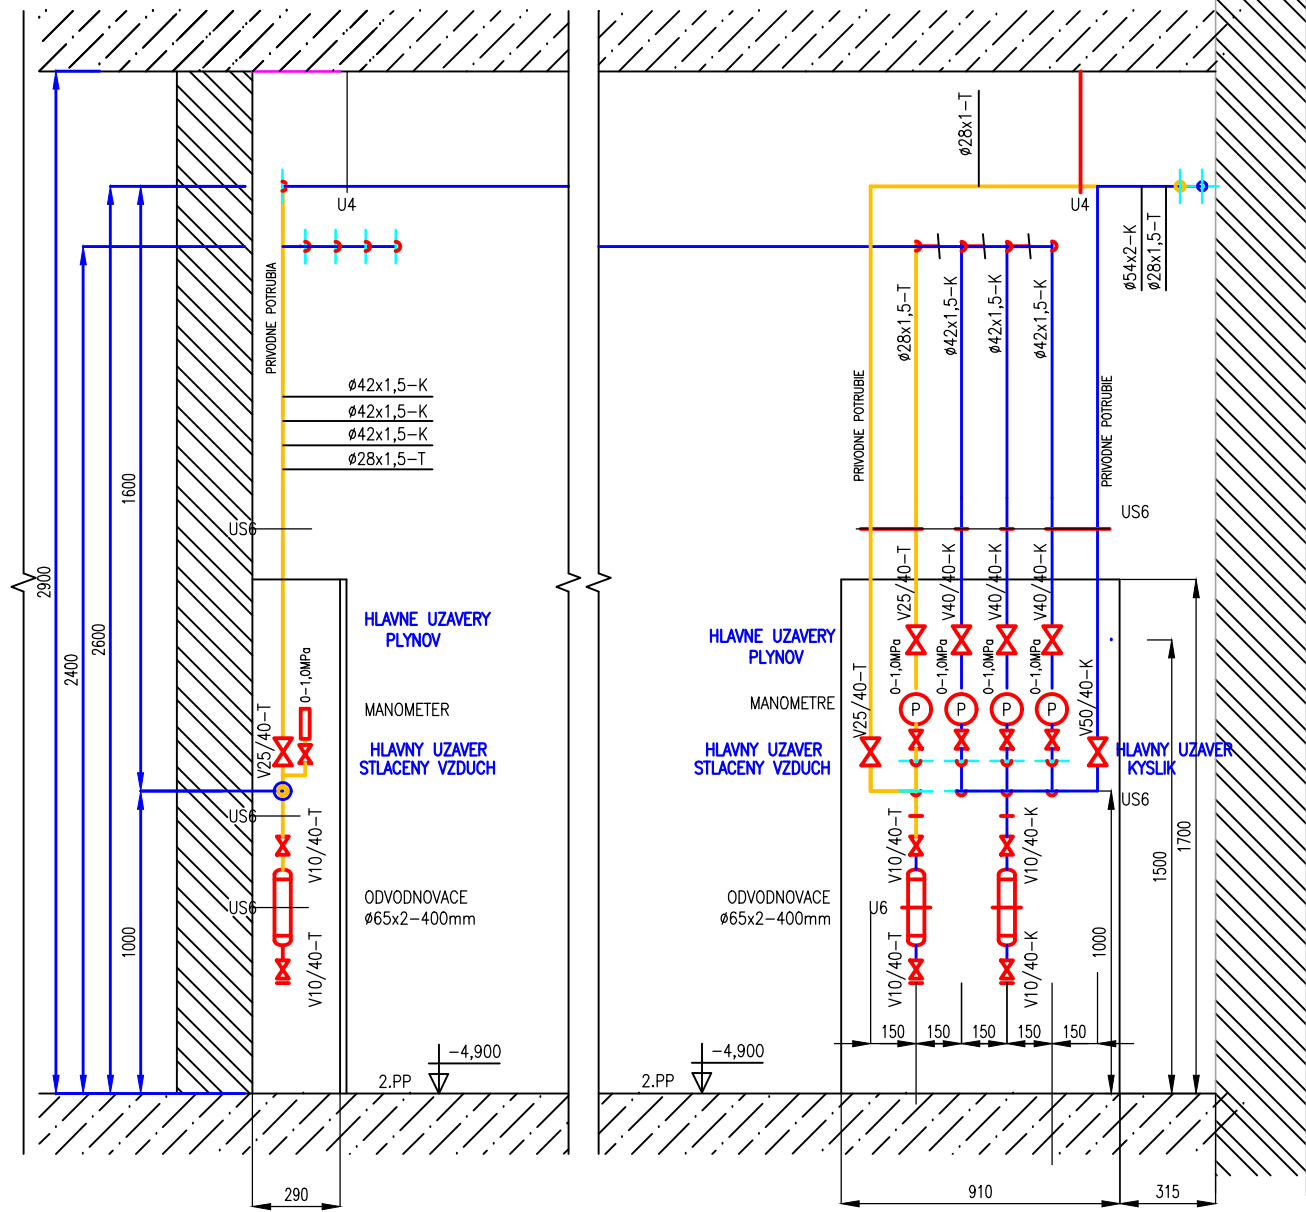 U4
PRIVODNE POTRUBIA
ø42x1,5-K
ø42x1,5-K
ø42x1,5-K
ø28x1,5-T
1600
US6
2900
2600
2400
HLAVNE UZAVERY
PLYNOV
0-1,0MPa
V25/40-T
MANOMETER
HLAVNY UZAVER
STLACENY VZDUCH
US6
V10/40-T
ODVODNOVACE
ø65x2-400mm
US6
1000
V10/40-T
-4,900
2.PP
290
ø28x1-T
U4
ø54x2-K
ø28x1,5-T
ø28x1,5-T
ø42x1,5-K
ø42x1,5-K
ø42x1,5-K
PRIVODNE POTRUBIE
PRIVODNE POTRUBIE
US6
V25/40-T
V40/40-K
V40/40-K
V40/40-K
HLAVNE UZAVERY
PLYNOV
0-1,0MPa
0-1,0MPa
0-1,0MPa
0-1,0MPa
MANOMETRE
P
P
P
P
V25/40-T
V50/40-K
HLAVNY UZAVER
STLACENY VZDUCH
HLAVNY UZAVER
KYSLIK
US6
V10/40-T
V10/40-K
1500
1700
ODVODNOVACE
ø65x2-400mm
U6
1000
V10/40-T
V10/40-K
150
150
150
150
150
-4,900
2.PP
910
315